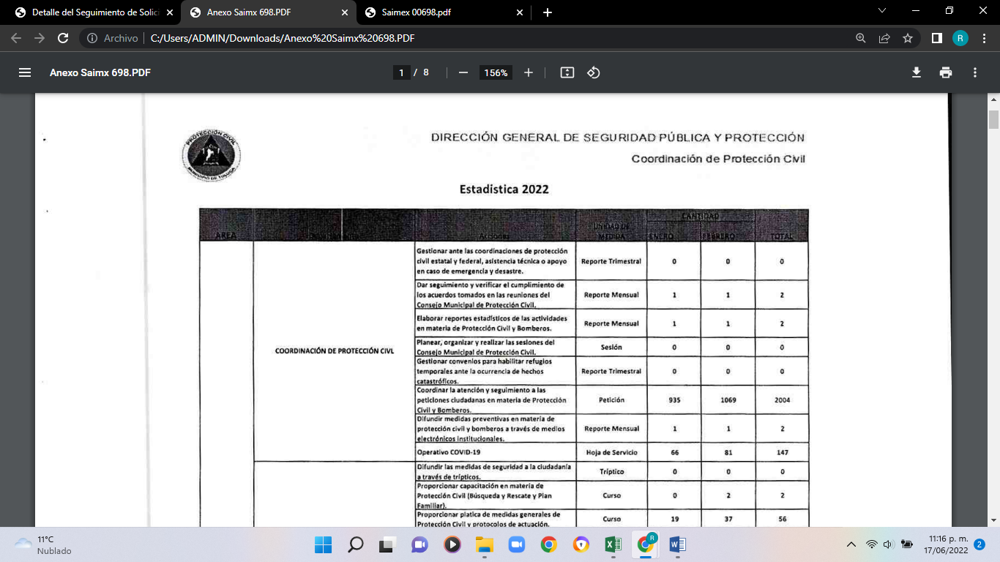 Detalle del Seguimiento de Solici
Anexo Saimx 698.PDF
Saimex 00698.pdf
Archivo
C:/Users/ADMIN/Downloads/Anexo%20Saimx%20698.PDF
R
Anexo Saimx 698.PDF
1 / 8
156%
PROTECCIÓN CIVIL
MUNICIPIO DE TOLUCA
DIRECCIÓN GENERAL DE SEGURIDAD PÚBLICA Y PROTECCIÓN
Coordinación de Protección Civil
Estadistica 2022
CANTIDAD
AREA
Acciones
UNIDAD DE
MEDIDA
ENERO
FEBRERO
TOTAL
COORDINACIÓN DE PROTECCIÓN CIVL
Gestionar ante las coordinaciones de protección
civil estatal y federal, asistencia técnica o apoyo
en caso de emergencia y desastre.
Reporte Trimestral 0 0 0
Dar seguimiento y verificar el cumplimiento de
los acuerdos tomados en las reuniones del
Consejo Municipal de Protección Civil.
Reporte Mensual 1 1 2
Elaborar reportes estadísticos de las actividades
en materia de Protección Civil y Bomberos.
Reporte Mensual 1 1 2
Planear, organizar y realizar las sesiones del
Consejo Municipal de Protección Civil.
Sesión 0 0 0
Gestionar convenios para habilitar refugios
temporales ante la ocurrencia de hechos
catastróficos.
Reporte Trimestral 0 0 0
Coordinar la atención y seguimiento a las
peticiones ciudadanas en materia de Protección
Civil y Bomberos.
Petición 935 1069 2004
Difundir medidas preventivas en materia de
protección civil y bomberos a través de medios
electrónicos institucionales.
Reporte Mensual 1 1 2
Operativo COVID-19 Hoja de Servicio 66 81 147
Difundir las medidas de seguridad a la ciudadanía
a través de trípticos.
Tríptico 0 0 0
Proporcionar capacitación en materia de
Protección Civil (Búsqueda y Rescate y Plan
Familiar).
Curso 0 2 2
Proporcionar platica de medidas generales de
Protección Civil y protocolos de actuación.
Curso 19 37 56
11°C
Nublado
R
11:16 p. m.
17/06/2022
2